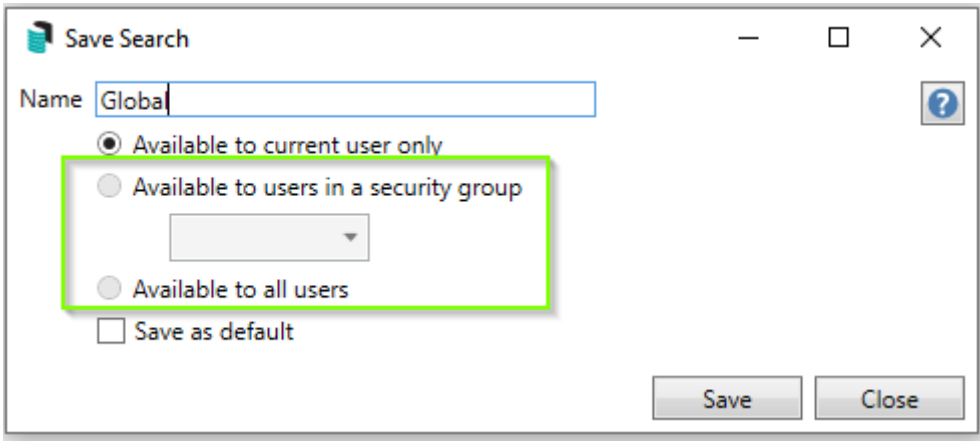 Save Search
Name Global
Available to current user only
Available to users in a security group
Available to all users
Save as default
Save Close